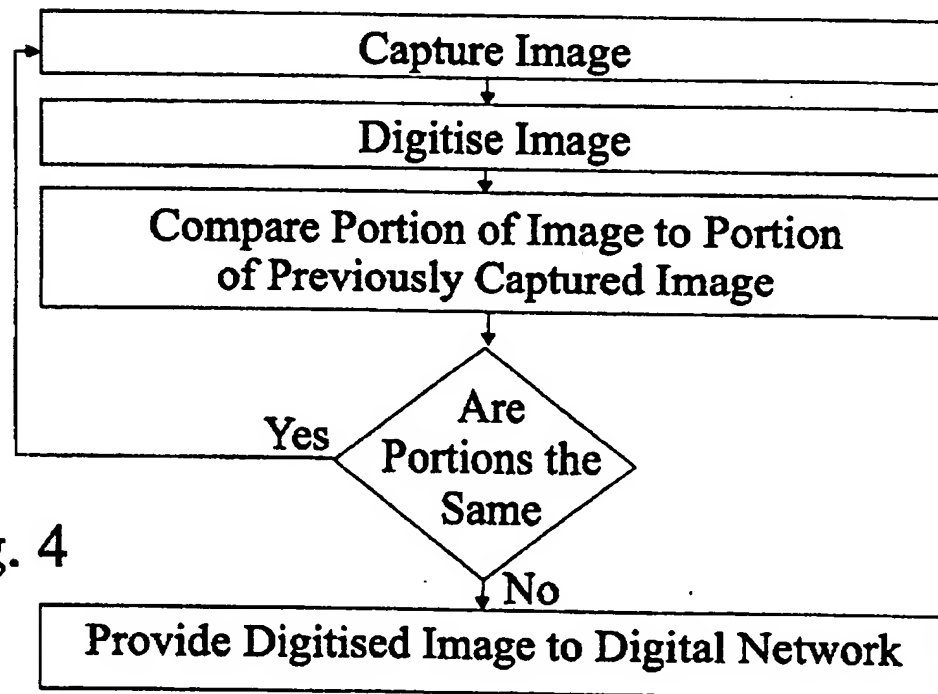 Capture Image
Digitise Image
Compare Portion of Image to Portion
of Previously Captured Image
Are
Yes
Portions the
Same
g. 4
No
Provide Digitised Image to Digital Network